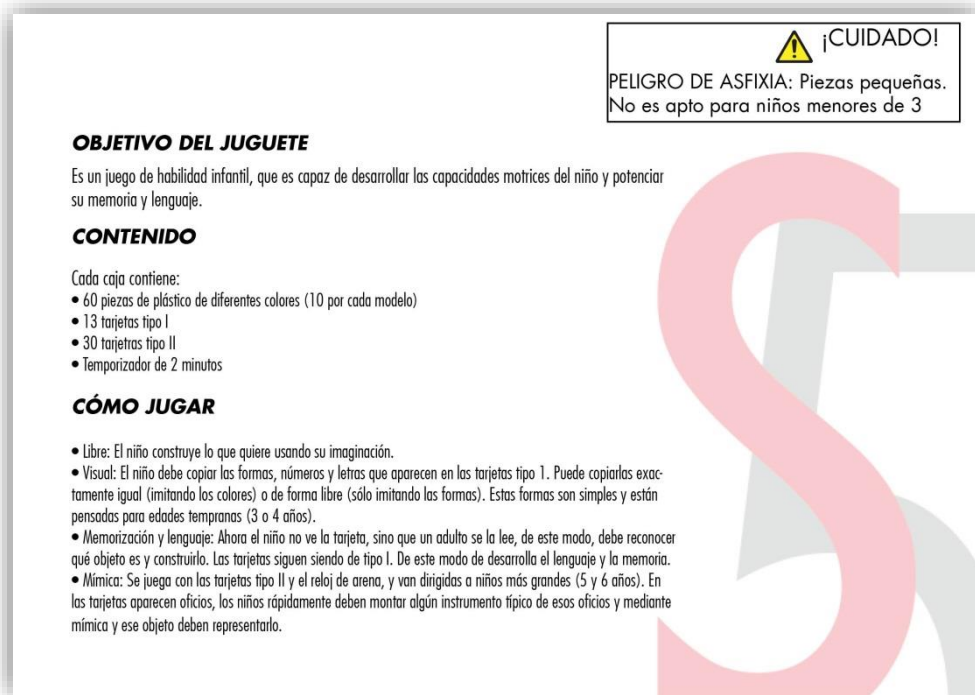 ¡CUIDADO!
PELIGRO DE ASFIXIA: Piezas pequeñas.
No es apto para niños menores de 3
OBJETIVO DEL JUGUETE
Es un juego de habilidad infantil, que es capaz de desarrollar las capacidades motrices del niño y potenciar
su memoria y lenguaje.
CONTENIDO
Cada caja contiene:
• 60 piezas de plástico de diferentes colores (10 por cada modelo)
• 13 tarjetas tipo I
• 30 tarjetras tipo II
• Temporizador de 2 minutos
CÓMO JUGAR
• Libre: El niño construye lo que quiere usando su imaginación.
• Visual: El niño debe copiar las formas, números y letras que aparecen en las tarjetas tipo 1. Puede copiarlas exac-
tamente igual (imitando los colores) o de forma libre (sólo imitando las formas). Estas formas son simples y están
pensadas para edades tempranas (3 o 4 años).
• Memorización y lenguaje: Ahora el niño no ve la tarjeta, sino que un adulto se la lee, de este modo, debe reconocer
qué objeto es y construirlo. Las tarjetas siguen siendo de tipo I. De este modo de desarrolla el lenguaje y la memoria.
• Mímica: Se juega con las tarjetas tipo II y el reloj de arena, y van dirigidas a niños más grandes (5 y 6 años). En
las tarjetas aparecen oficios, los niños rápidamente deben montar algún instrumento típico de esos oficios y mediante
mímica y ese objeto deben representarlo.
S
5